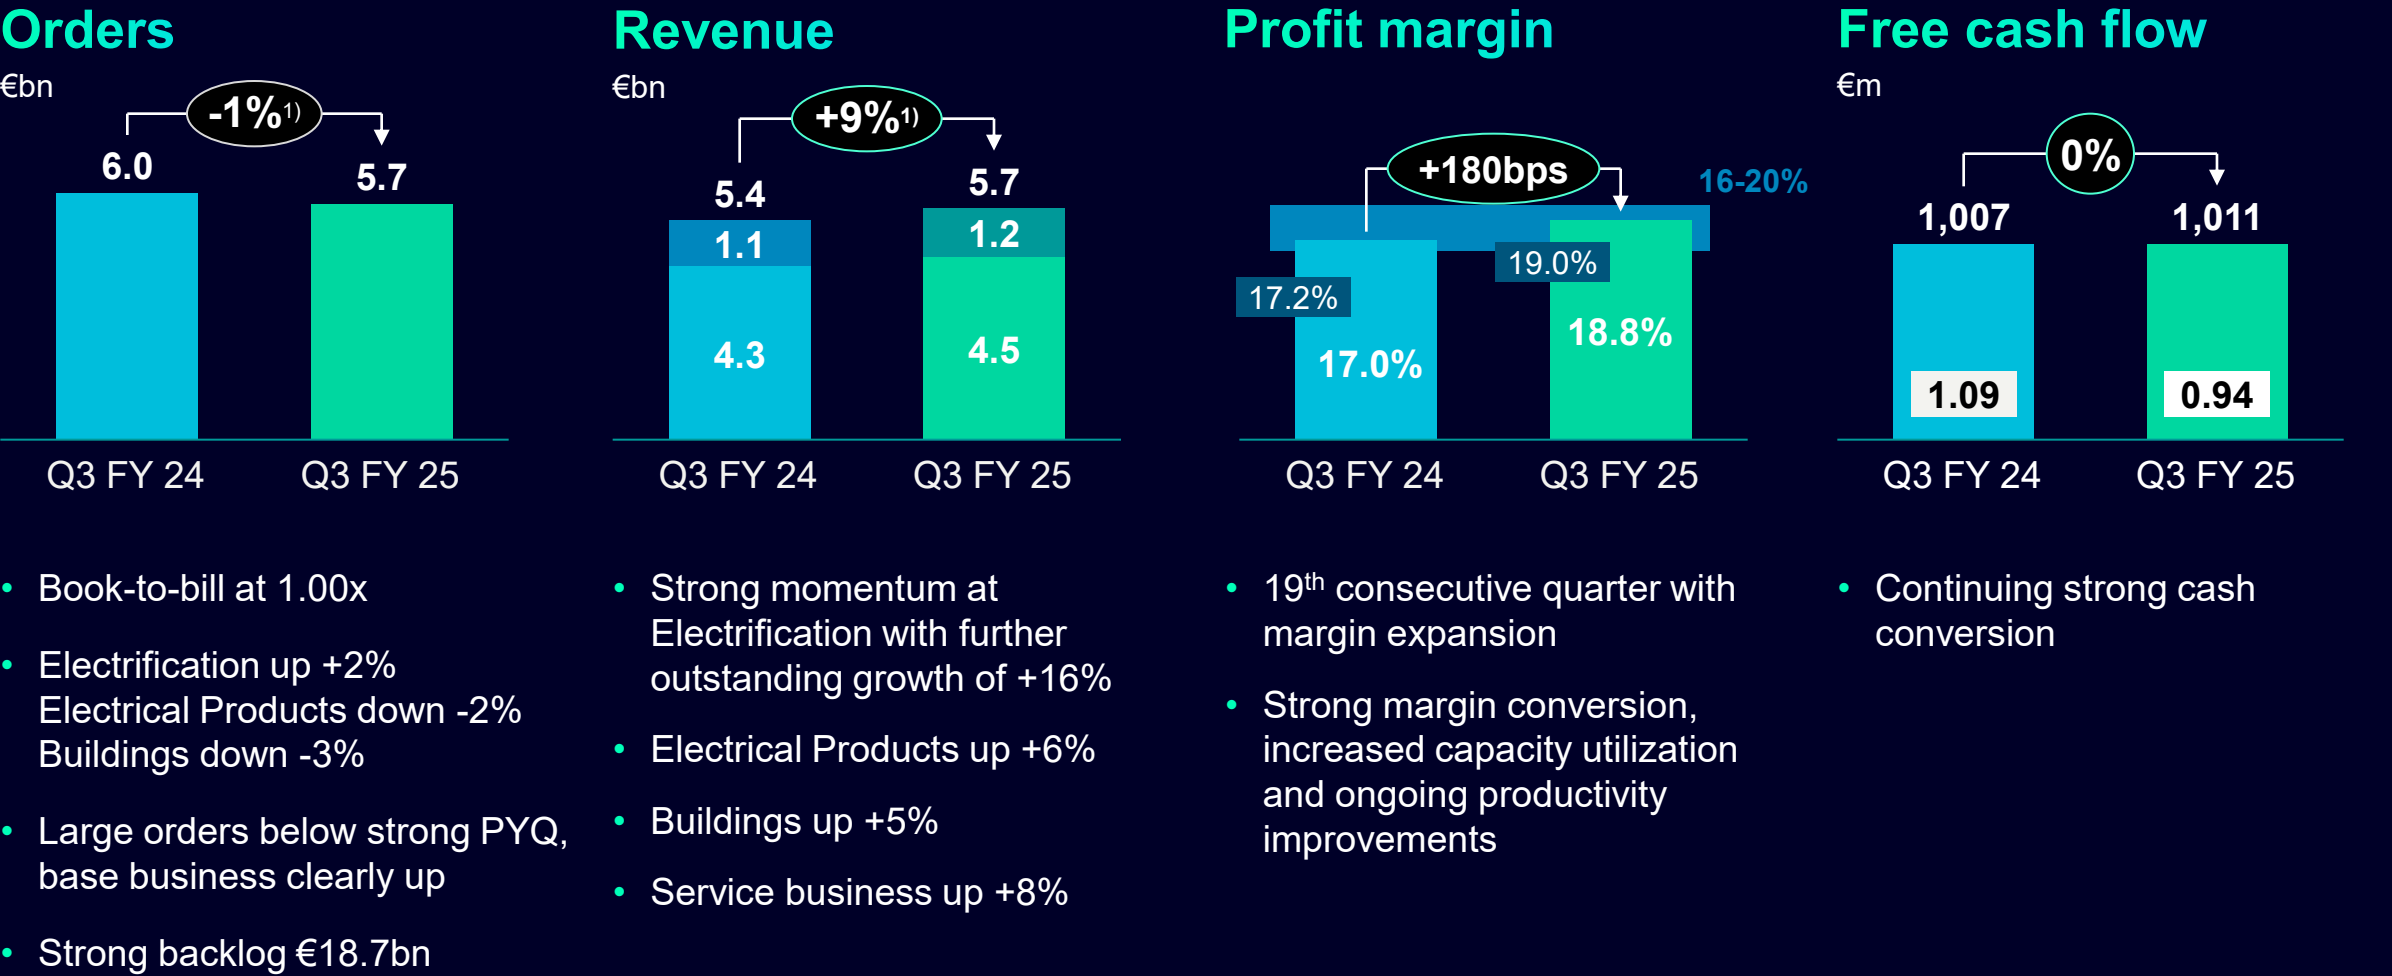 Orders
€bn
-1%1)
6.0
5.7
Q3 FY 24
Q3 FY 25
• Book-to-bill at 1.00x
• Electrification up +2%
Electrical Products down -2%
Buildings down -3%
• Large orders below strong PYQ,
base business clearly up
• Strong backlog €18.7bn
Revenue
€bn
+9%1)
5.4
5.7
1.1
1.2
4.3
4.5
Q3 FY 24
Q3 FY 25
• Strong momentum at
Electrification with further
outstanding growth of +16%
• Electrical Products up +6%
• Buildings up +5%
• Service business up +8%
Profit margin
+180bps
16-20%
17.2%
19.0%
17.0%
18.8%
Q3 FY 24
Q3 FY 25
• 19th consecutive quarter with
margin expansion
• Strong margin conversion,
increased capacity utilization
and ongoing productivity
improvements
Free cash flow
€m
0%
1,007
1,011
1.09
0.94
Q3 FY 24
Q3 FY 25
• Continuing strong cash
conversion